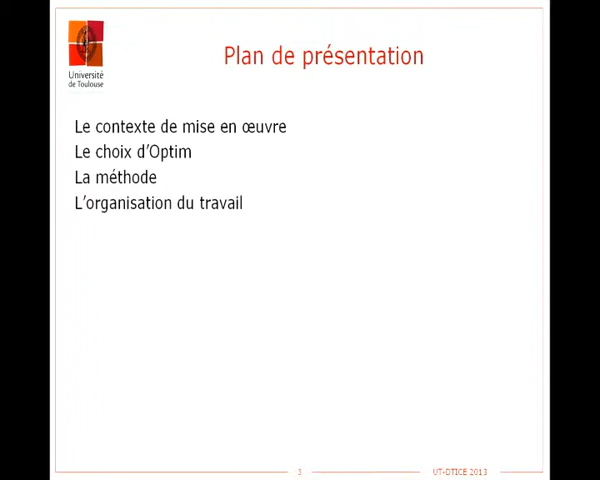 Université
de Toulouse
Plan de présentation
Le contexte de mise en œuvre
Le choix d'Optim
La méthode
L'organisation du travail
3
UT-DTICE 2013